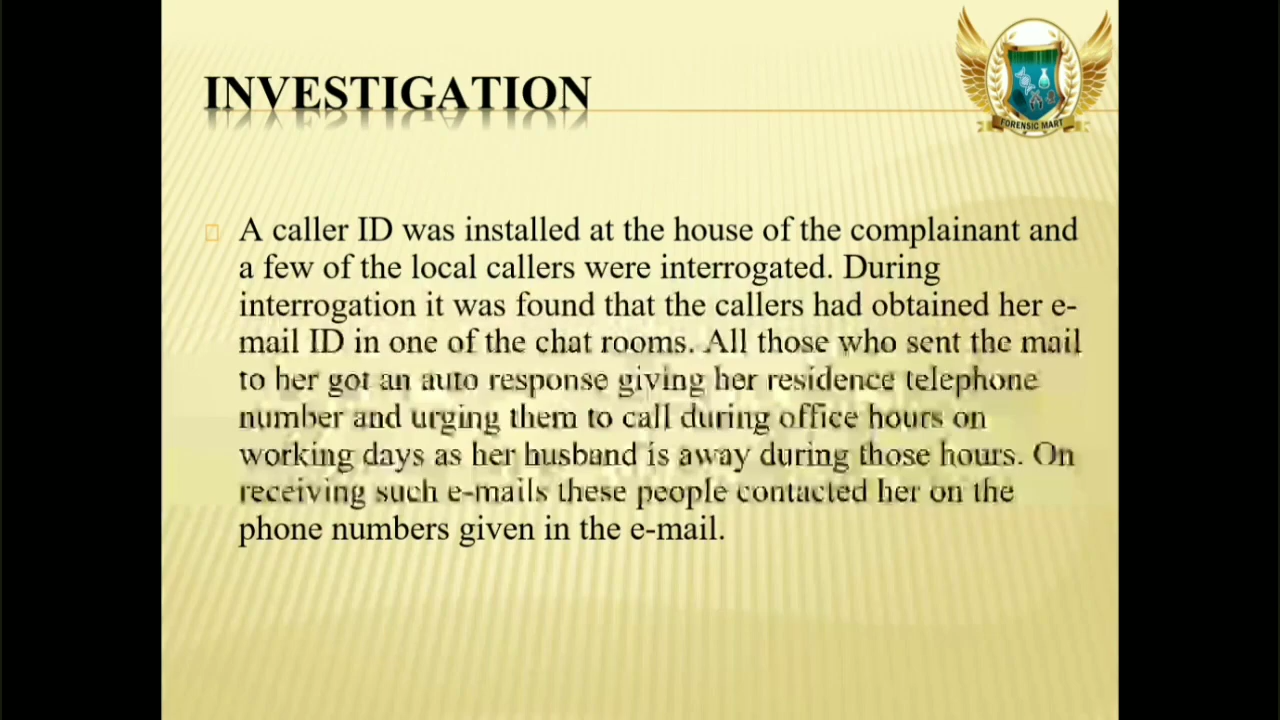 INVESTIGATION
FORENSIC MART
A caller ID was installed at the house of the complainant and
a few of the local callers were interrogated. During
interrogation it was found that the callers had obtained her e-
mail ID in one of the chat rooms. All those who sent the mail
to her got an auto response giving her residence telephone
number and urging them to call during office hours on
working days as her husband is away during those hours. On
receiving such e-mails these people contacted her on the
phone numbers given in the e-mail.